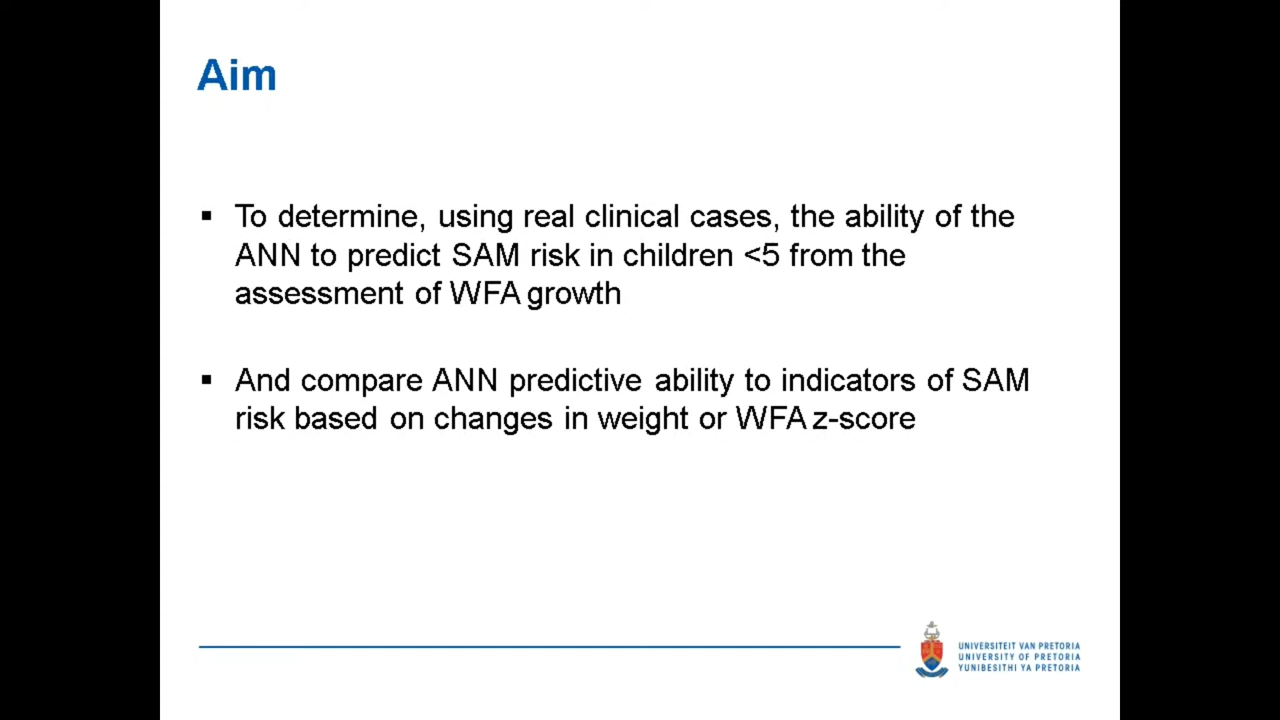 Aim
▪ To determine, using real clinical cases, the ability of the
ANN to predict SAM risk in children <5 from the
assessment of WFA growth
▪ And compare ANN predictive ability to indicators of SAM
risk based on changes in weight or WFA z-score
UNIVERSITEIT VAN PRETORIA
UNIVERSITY OF PRETORIA
YUNIBESITHI YA PRETORIA